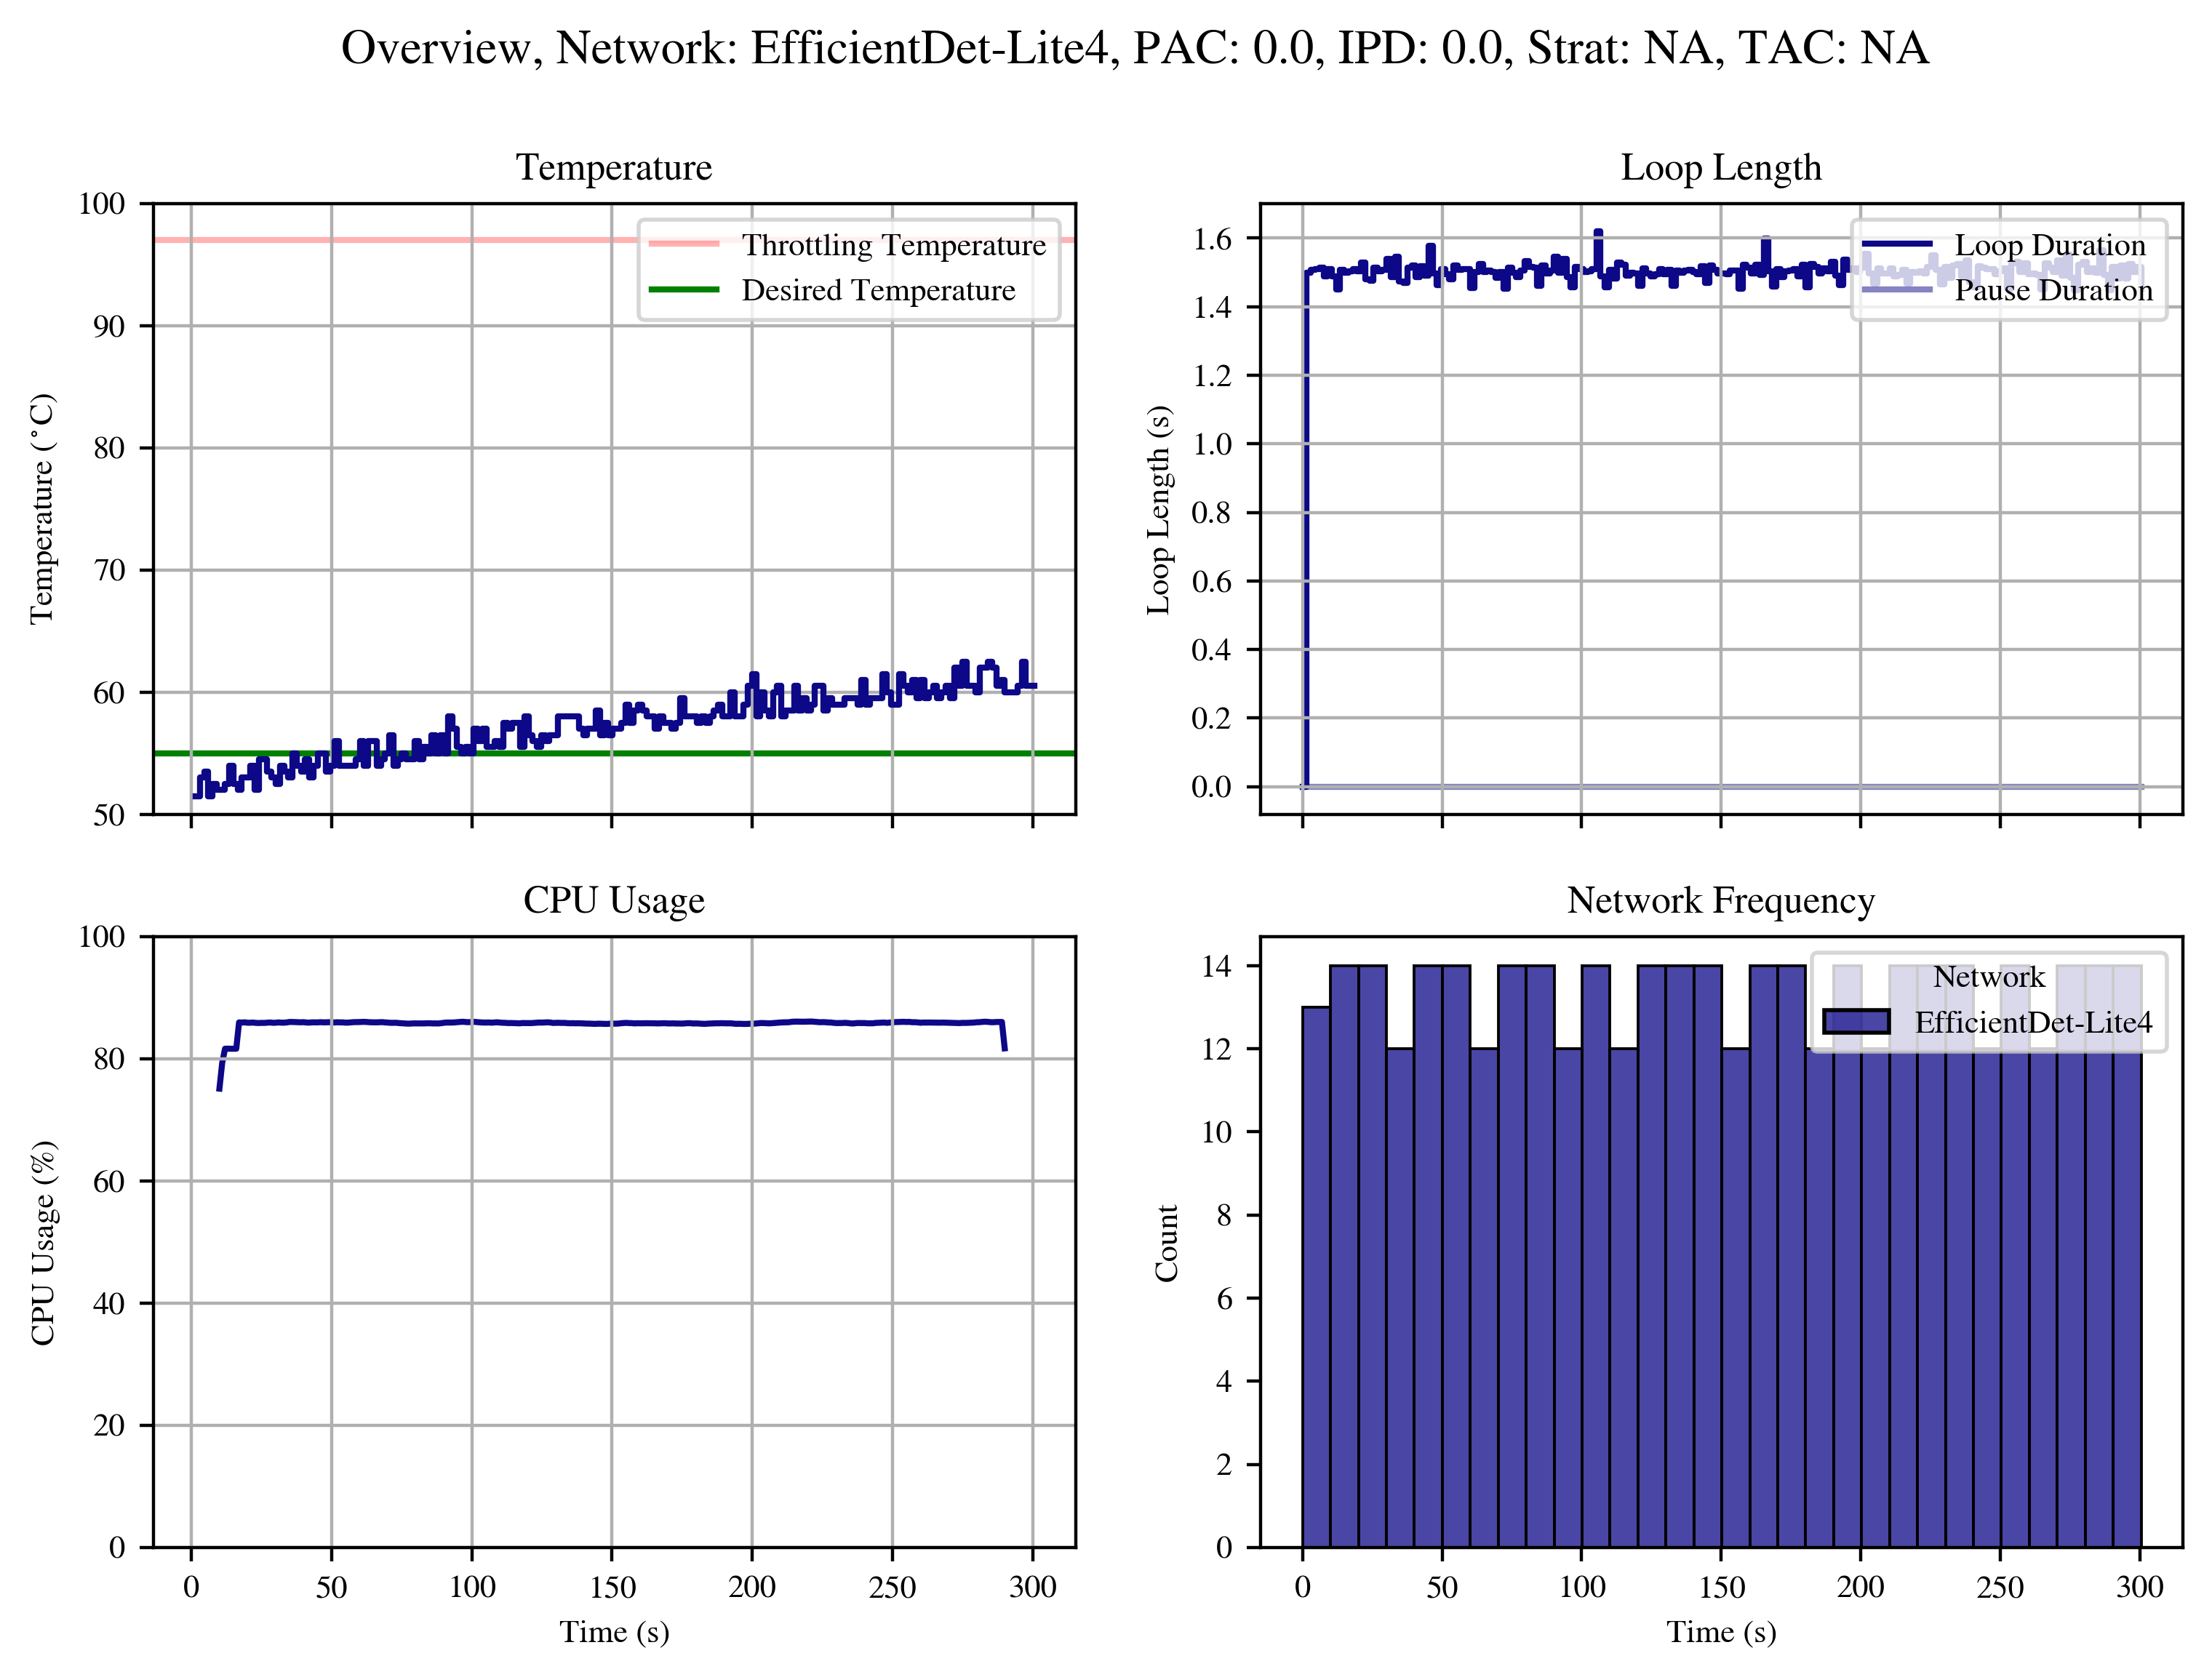 Overview, Network: EfficientDet-Lite4, PAC: 0.0, IPD: 0.0, Strat: NA, TAC: NA
Temperature
100
90
80
70
60
50
Temperature (°C)
Throttling Temperature
Desired Temperature
Loop Length
1.6
1.4
1.2
1.0
0.8
0.6
0.4
0.2
0.0
Loop Length (s)
Loop Duration
Pause Duration
CPU Usage
100
80
60
40
20
0
CPU Usage (%)
0 50 100 150 200 250 300
Time (s)
Network Frequency
14
12
10
8
6
4
2
0
Count
Network
EfficientDet-Lite4
0 50 100 150 200 250 300
Time (s)